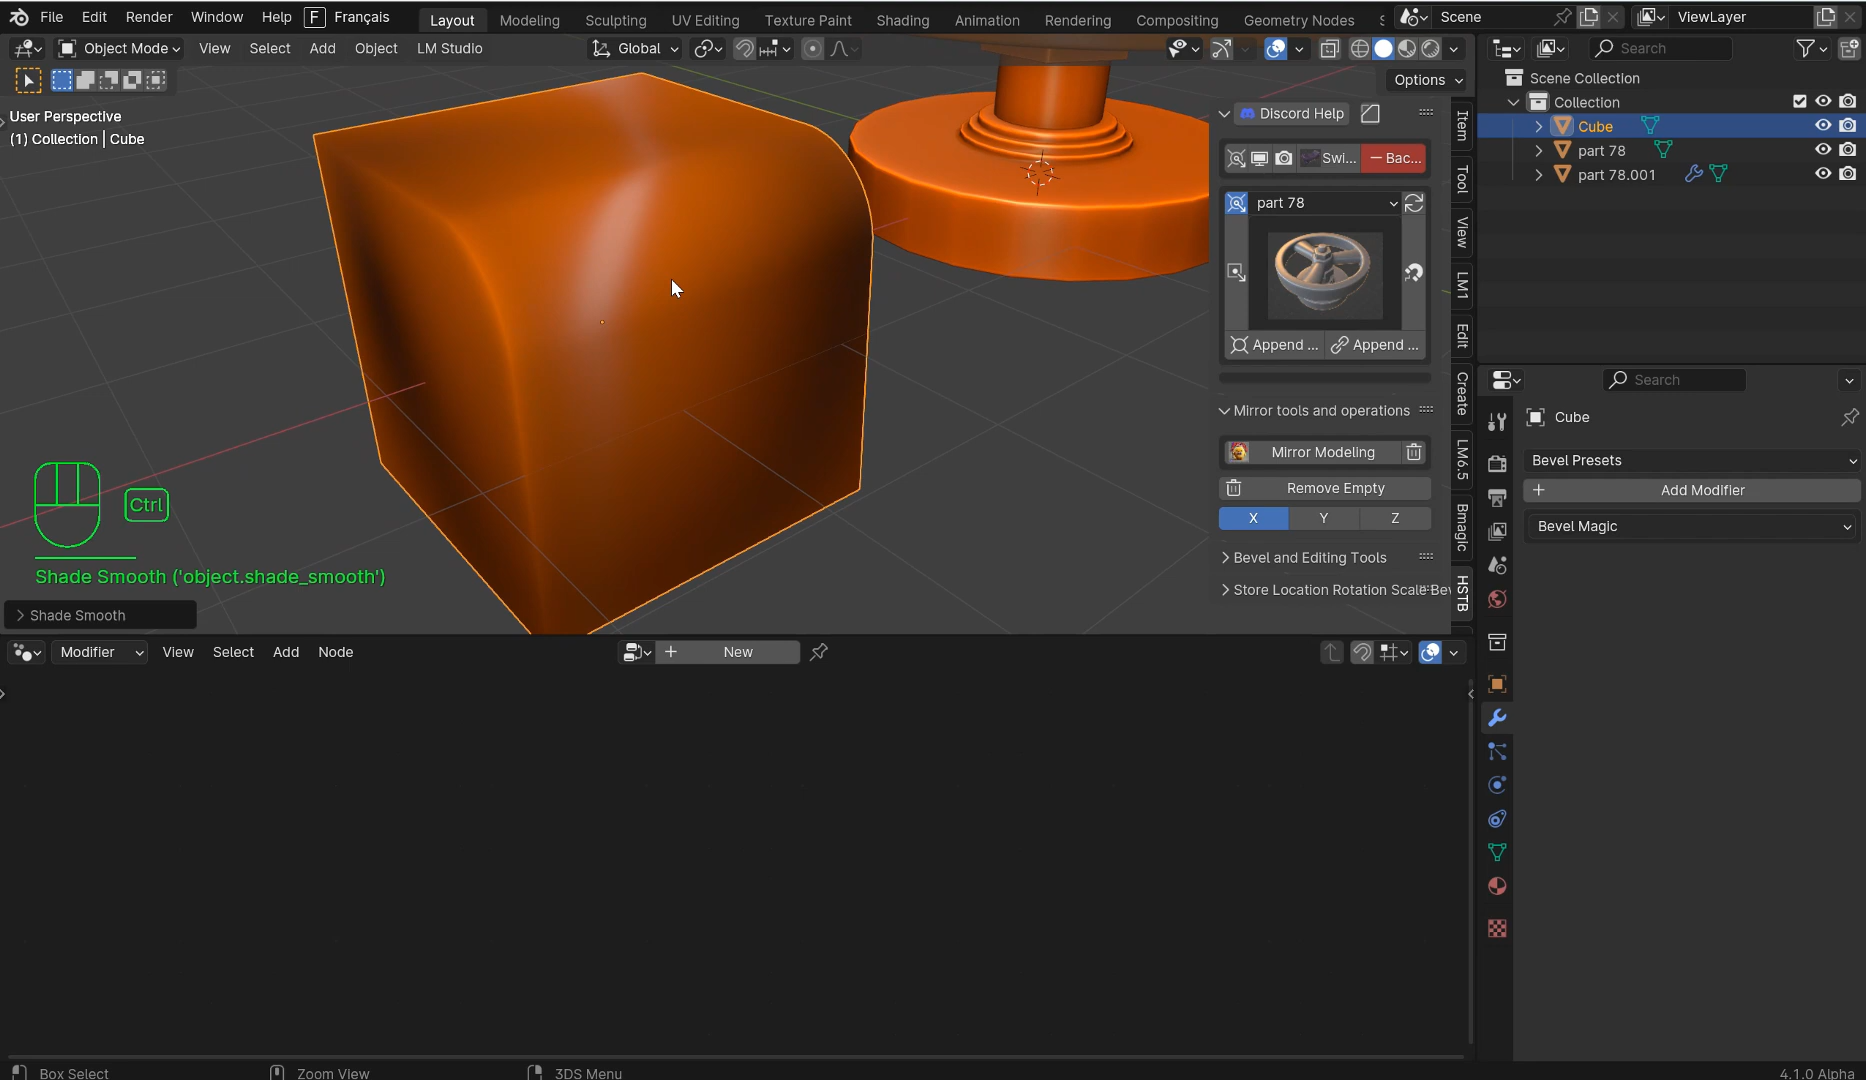 File Edit Render Window Help F Français Layout Modeling Sculpting UV Editing Texture Paint Shading Animation Rendering Compositing Geometry Nodes Scene ViewLayer
Object Mode View Select Add Object LM Studio Global Search
Options
User Perspective
(1) Collection | Cube
Ctrl
Shade Smooth ('object.shade_smooth')
Shade Smooth
Discord Help
Swi... Bac...
part 78
Append ... Append ...
Mirror tools and operations
Mirror Modeling
Remove Empty
X Y Z
Bevel and Editing Tools
Store Location Rotation Scale
Item
Tool
View
LM1
Edit
Create
LM6.5
Bmagic
HSTB
Scene Collection
Collection
Cube
part 78
part 78.001
Search
Cube
Bevel Presets
+ Add Modifier
Bevel Magic
Modifier View Select Add Node + New
Box Select Zoom View 3DS Menu 4.1.0 Alpha